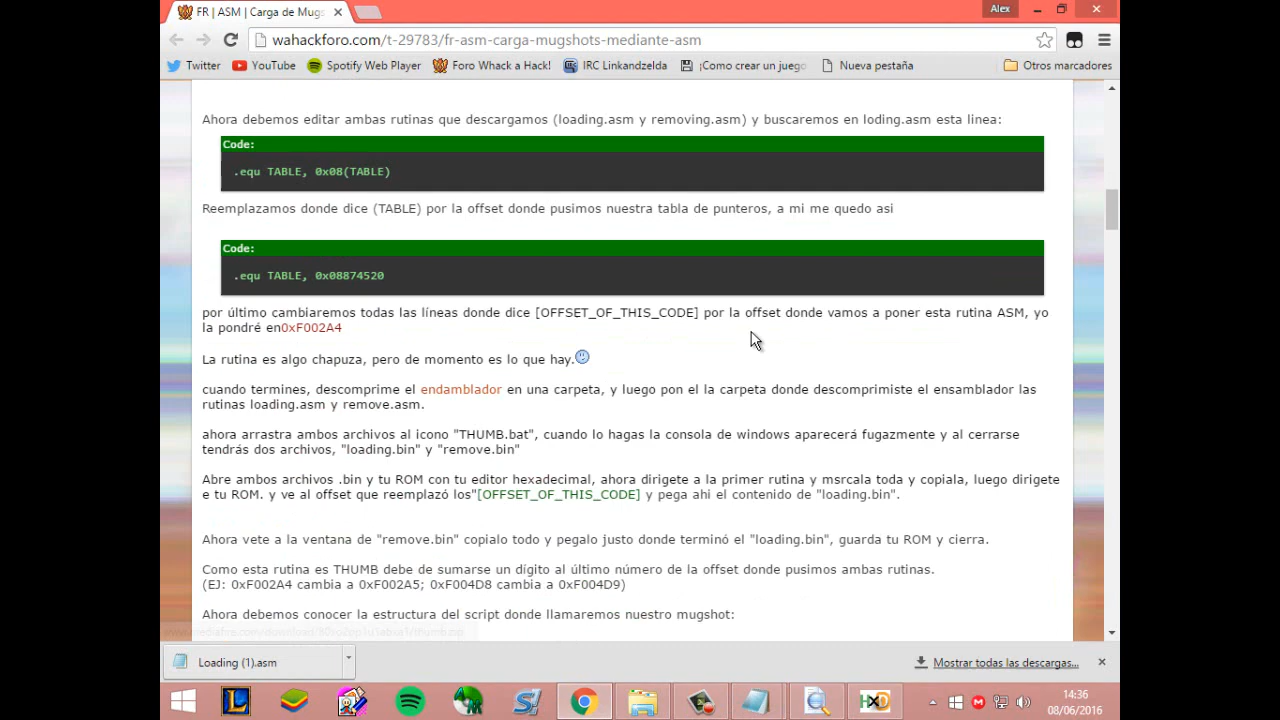 FR | ASM | Carga de Mugs
Alex
wahackforo.com/t-29783/fr-asm-carga-mugshots-mediante-asm
Twitter
YouTube
Spotify Web Player
Foro Whack a Hack!
IRC Linkandzelda
¡Como crear un juego
Nueva pestaña
Otros marcadores
Ahora debemos editar ambas rutinas que descargamos (loading.asm y removing.asm) y buscaremos en loding.asm esta linea:
Code:
.equ TABLE, 0x08(TABLE)
Reemplazamos donde dice (TABLE) por la offset donde pusimos nuestra tabla de punteros, a mi me quedo asi
Code:
.equ TABLE, 0x08874520
por último cambiaremos todas las líneas donde dice [OFFSET_OF_THIS_CODE] por la offset donde vamos a poner esta rutina ASM, yo
la pondré en0xF002A4
La rutina es algo chapuza, pero de momento es lo que hay.
cuando termines, descomprime el endamblador en una carpeta, y luego pon el la carpeta donde descomprimiste el ensamblador las
rutinas loading.asm y remove.asm.
ahora arrastra ambos archivos al icono "THUMB.bat", cuando lo hagas la consola de windows aparecerá fugazmente y al cerrarse
tendrás dos archivos, "loading.bin" y "remove.bin"
Abre ambos archivos .bin y tu ROM con tu editor hexadecimal, ahora dirigete a la primer rutina y msrcala toda y copiala, luego dirigete
e tu ROM. y ve al offset que reemplazó los"[OFFSET_OF_THIS_CODE] y pega ahi el contenido de "loading.bin".
Ahora vete a la ventana de "remove.bin" copialo todo y pegalo justo donde terminó el "loading.bin", guarda tu ROM y cierra.
Como esta rutina es THUMB debe de sumarse un dígito al último número de la offset donde pusimos ambas rutinas.
(EJ: 0xF002A4 cambia a 0xF002A5; 0xF004D8 cambia a 0xF004D9)
Ahora debemos conocer la estructura del script donde llamaremos nuestro mugshot:
Loading (1).asm
Mostrar todas las descargas...
14:36
08/06/2016